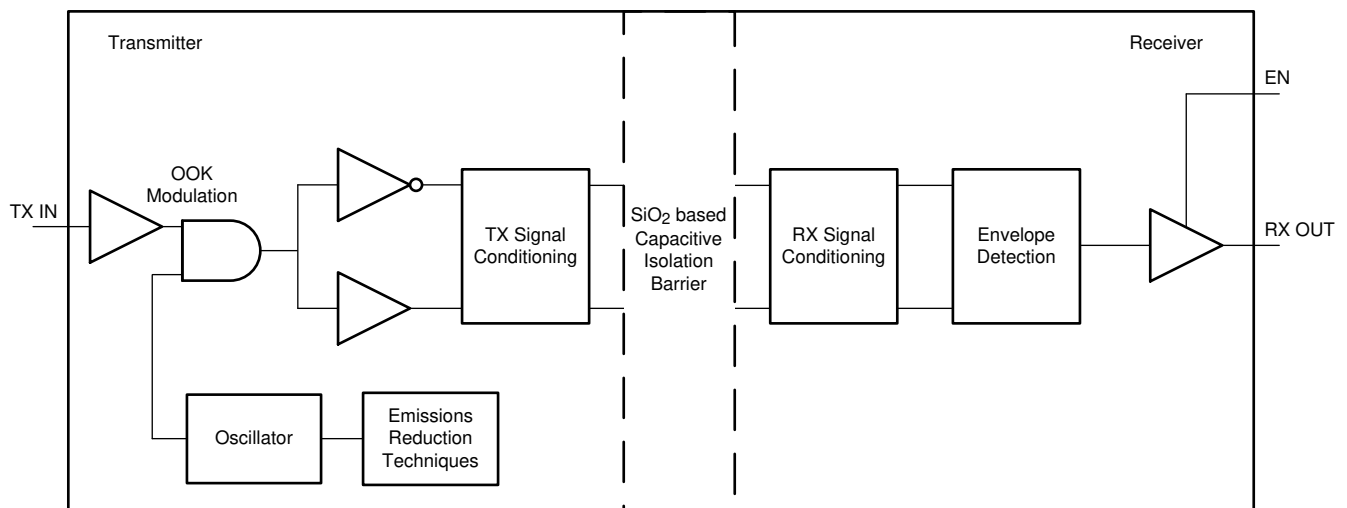 Transmitter
Receiver
EN
OOK
Modulation
TX IN
TX Signal
Conditioning
SiO2 based
Capacitive
Isolation
Barrier
RX Signal
Conditioning
Envelope
Detection
RX OUT
Oscillator
Emissions
Reduction
Techniques